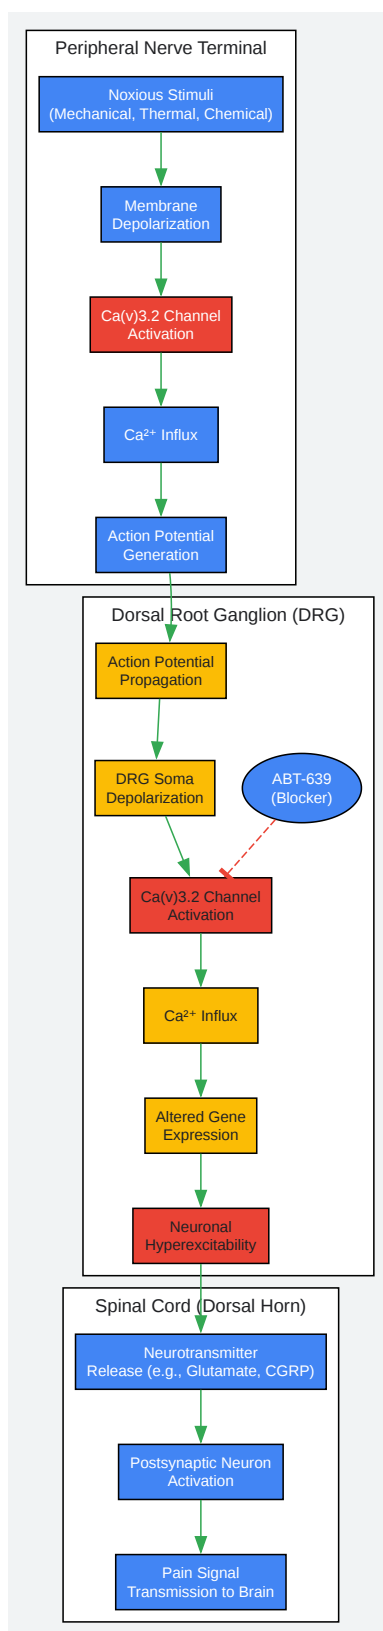 Peripheral Nerve Terminal
Noxious Stimuli
(Mechanical, Thermal, Chemical)
Membrane
Depolarization
Ca(v)3.2 Channel
Activation
Ca²⁺ Influx
Action Potential
Generation
Dorsal Root Ganglion (DRG)
Action Potential
Propagation
DRG Soma
Depolarization
ABT-639
(Blocker)
Ca(v)3.2 Channel
Activation
Ca²⁺ Influx
Altered Gene
Expression
Neuronal
Hyperexcitability
Spinal Cord (Dorsal Horn)
Neurotransmitter
Release (e.g., Glutamate, CGRP)
Postsynaptic Neuron
Activation
Pain Signal
Transmission to Brain